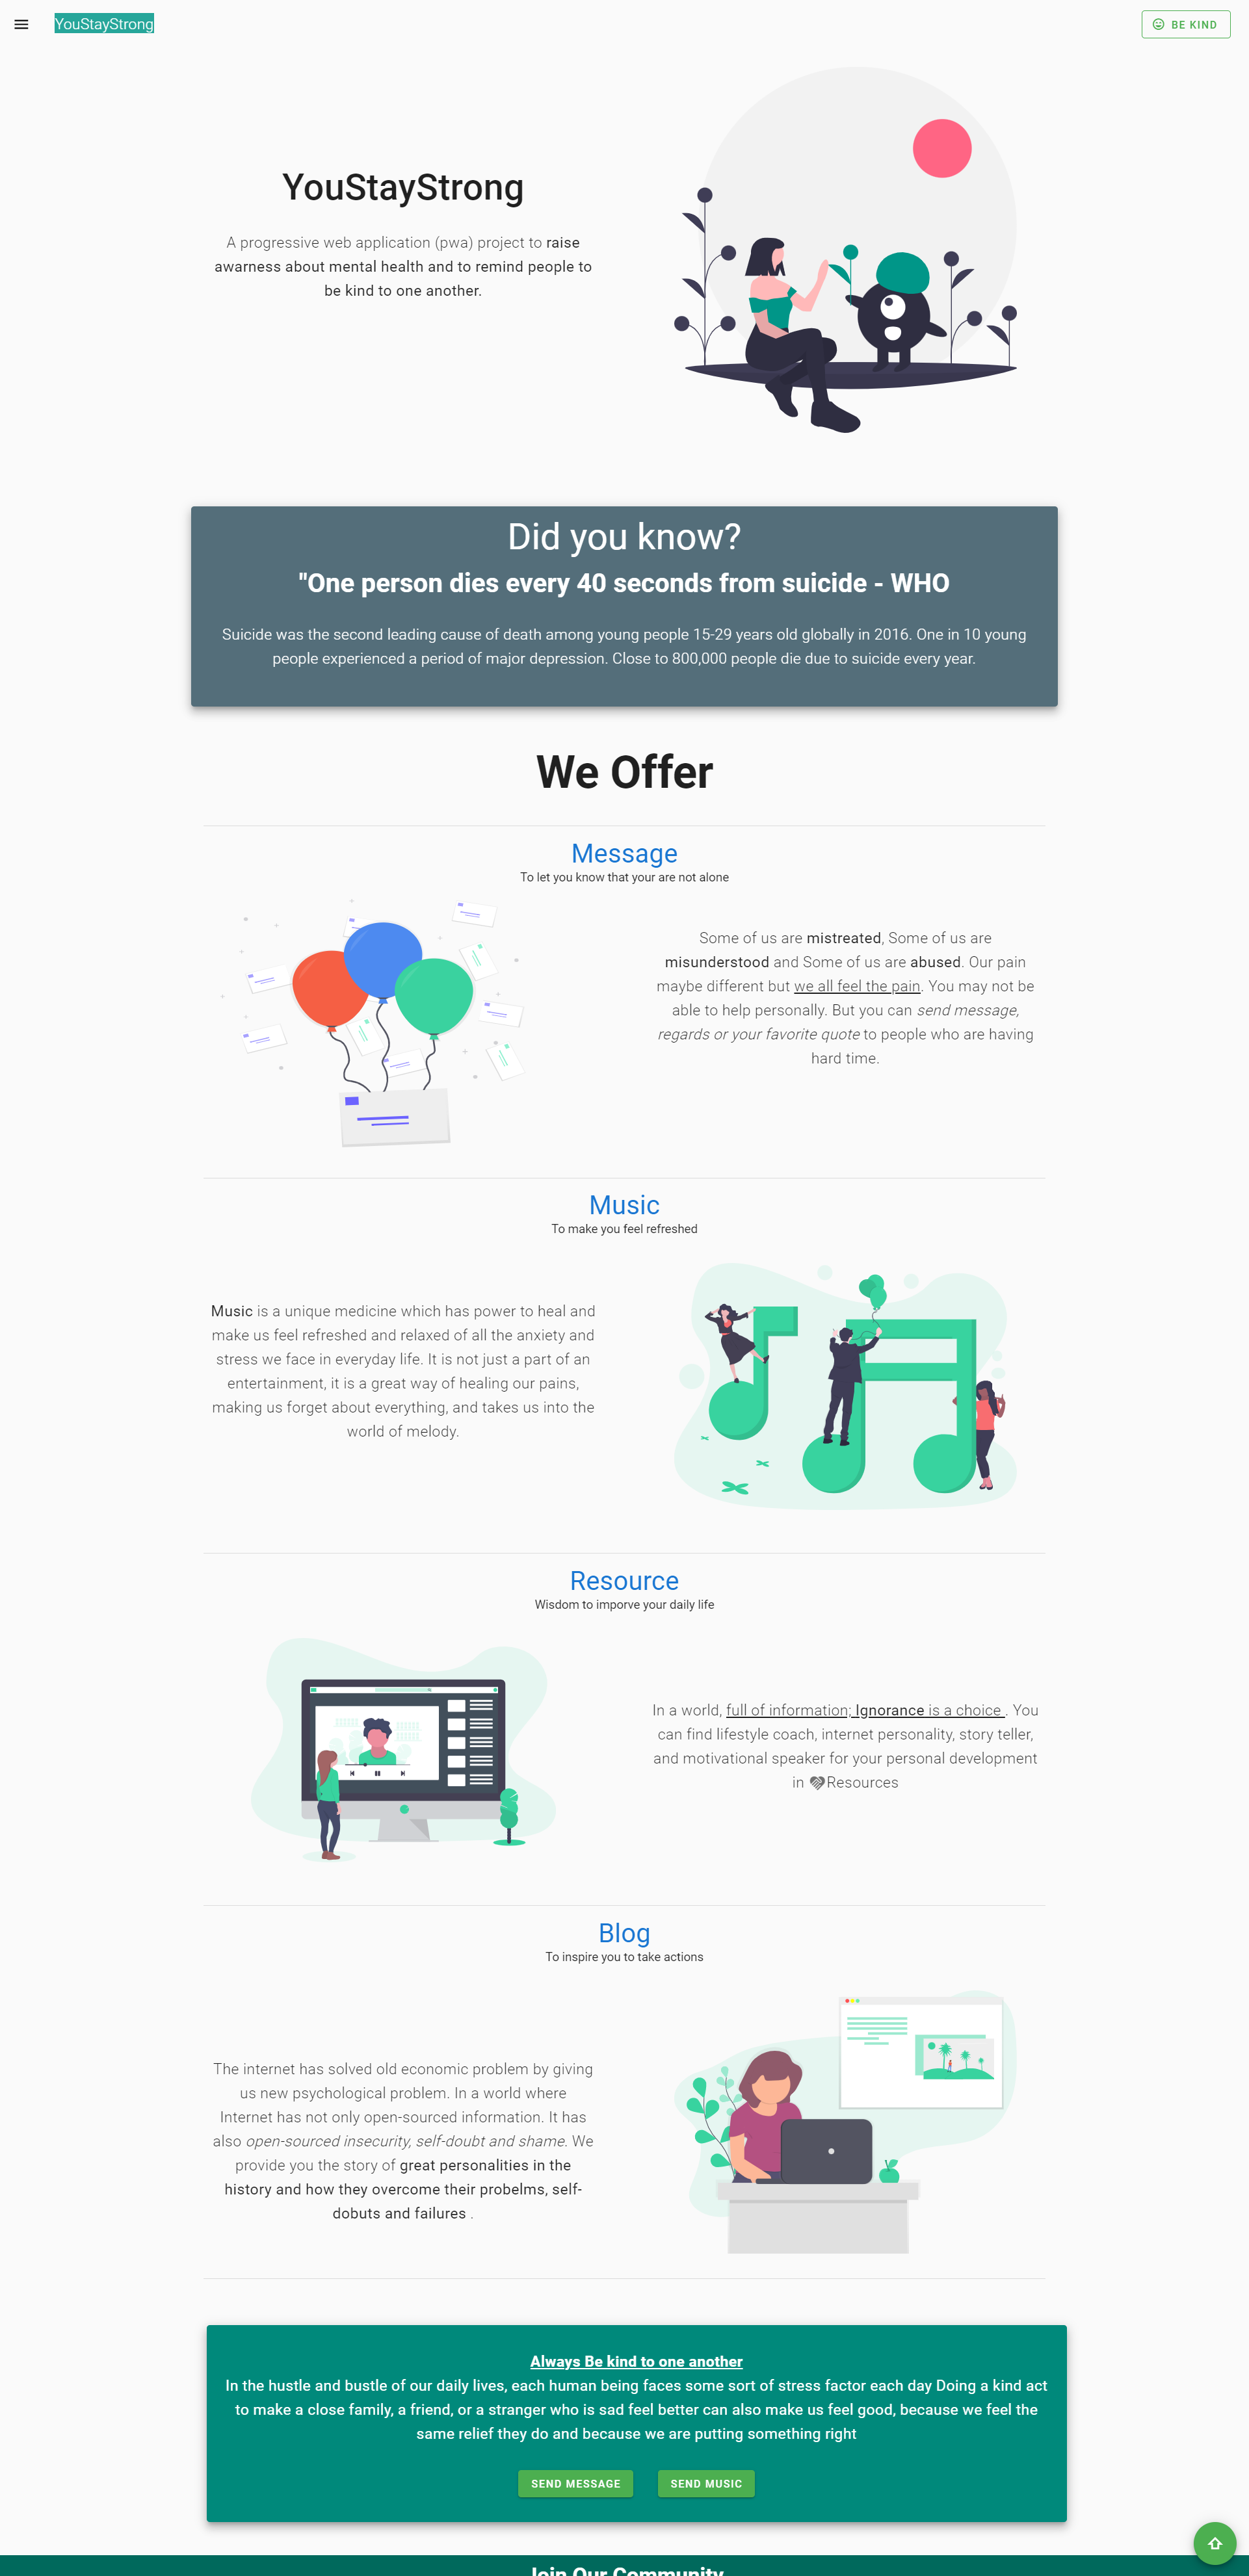 YouStayStrong
BE KIND
YouStayStrong
A progressive web application (pwa) project to raise
awarness about mental health and to remind people to
be kind to one another.
Did you know?
"One person dies every 40 seconds from suicide - WHO
Suicide was the second leading cause of death among young people 15-29 years old globally in 2016. One in 10 young
people experienced a period of major depression. Close to 800,000 people die due to suicide every year.
We Offer
Message
To let you know that your are not alone
Some of us are mistreated, Some of us are
misunderstood and Some of us are abused. Our pain
maybe different but we all feel the pain. You may not be
able to help personally. But you can send message,
regards or your favorite quote to people who are having
hard time.
Music
To make you feel refreshed
Music is a unique medicine which has power to heal and
make us feel refreshed and relaxed of all the anxiety and
stress we face in everyday life. It is not just a part of an
entertainment, it is a great way of healing our pains,
making us forget about everything, and takes us into the
world of melody.
Resource
Wisdom to imporve your daily life
In a world, full of information; Ignorance is a choice . You
can find lifestyle coach, internet personality, story teller,
and motivational speaker for your personal development
in Resources
Blog
To inspire you to take actions
The internet has solved old economic problem by giving
us new psychological problem. In a world where
Internet has not only open-sourced information. It has
also open-sourced insecurity, self-doubt and shame. We
provide you the story of great personalities in the
history and how they overcome their probelms, self-
dobuts and failures .
Always Be kind to one another
In the hustle and bustle of our daily lives, each human being faces some sort of stress factor each day Doing a kind act
to make a close family, a friend, or a stranger who is sad feel better can also make us feel good, because we feel the
same relief they do and because we are putting something right
SEND MESSAGE
SEND MUSIC
Join Our Community